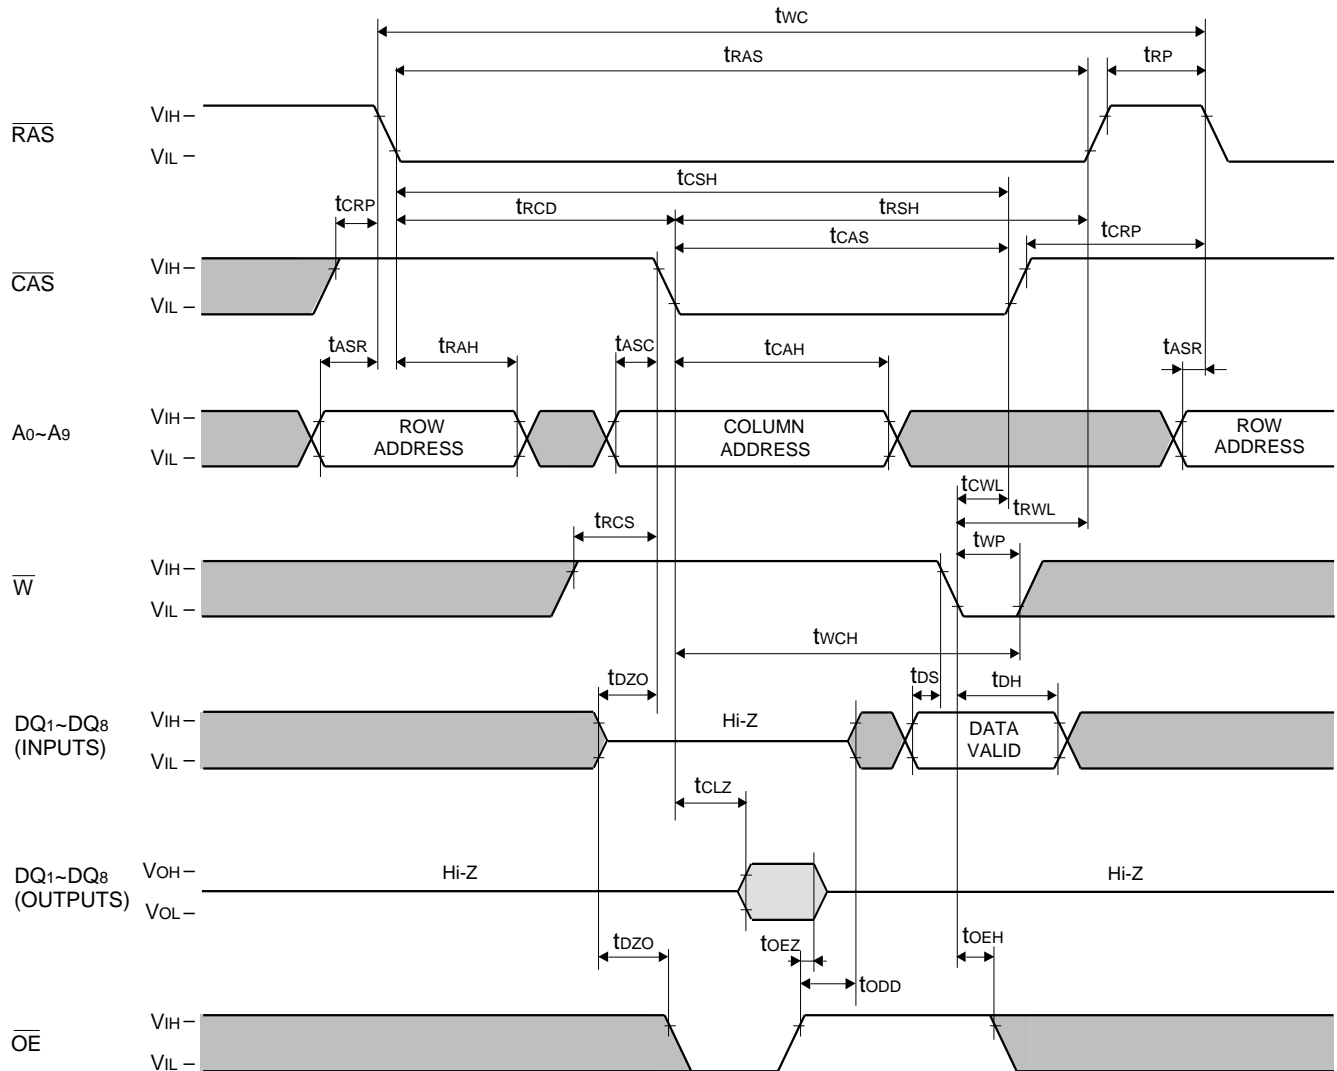 tWC
tRAS
tRP
RAS
VIH
VIL
tCSH
tCRP
tRCD
tRSH
tCAS
tCRP
CAS
VIH
VIL
tASR
tRAH
tASC
tCAH
tASR
A0~A9
VIH
VIL
ROW
ADDRESS
COLUMN
ADDRESS
ROW
ADDRESS
tCWL
tRWL
tRCS
tWP
W
VIH
VIL
tWCH
tDZO
tDS
tDH
DQ1~DQ8
(INPUTS)
VIH
VIL
Hi-Z
DATA
VALID
tCLZ
DQ1~DQ8
(OUTPUTS)
VOH
VOL
Hi-Z
Hi-Z
tDZO
tOEZ
tOEH
tODD
OE
VIH
VIL